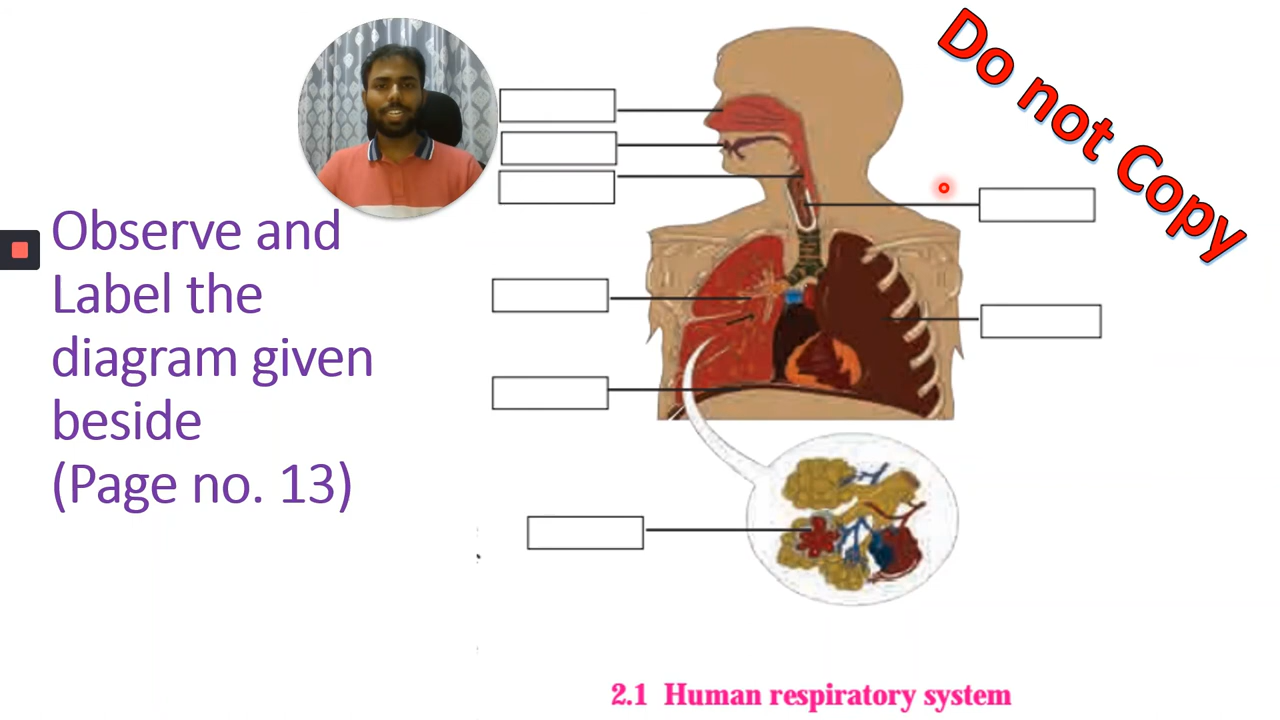 Do not Copy
Observe and
Label the
diagram given
beside
(Page no. 13)
2.1 Human respiratory system